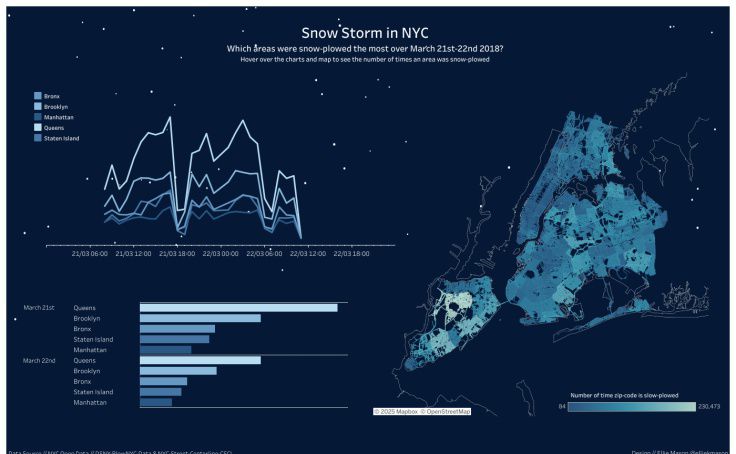 Snow Storm in NYC
Which areas were snow-plowed the most over March 21st-22nd 2018?
Hover over the charts and map to see the number of times an area was snow-plowed
Bronx
Brooklyn
Manhattan
Queens
Staten Island
21/03 06:00 21/03 12:00 21/03 18:00 22/03 00:00 22/03 06:00 22/03 12:00 22/03 18:00
March 21st Queens
Brooklyn
Bronx
Staten Island
Manhattan
March 22nd Queens
Brooklyn
Bronx
Staten Island
Manhattan
© 2025 Mapbox © OpenStreetMap
Number of time zip-code is slow-plowed
84 230,473
Data Source // NYC Open Data //
Design // Ellie Mason